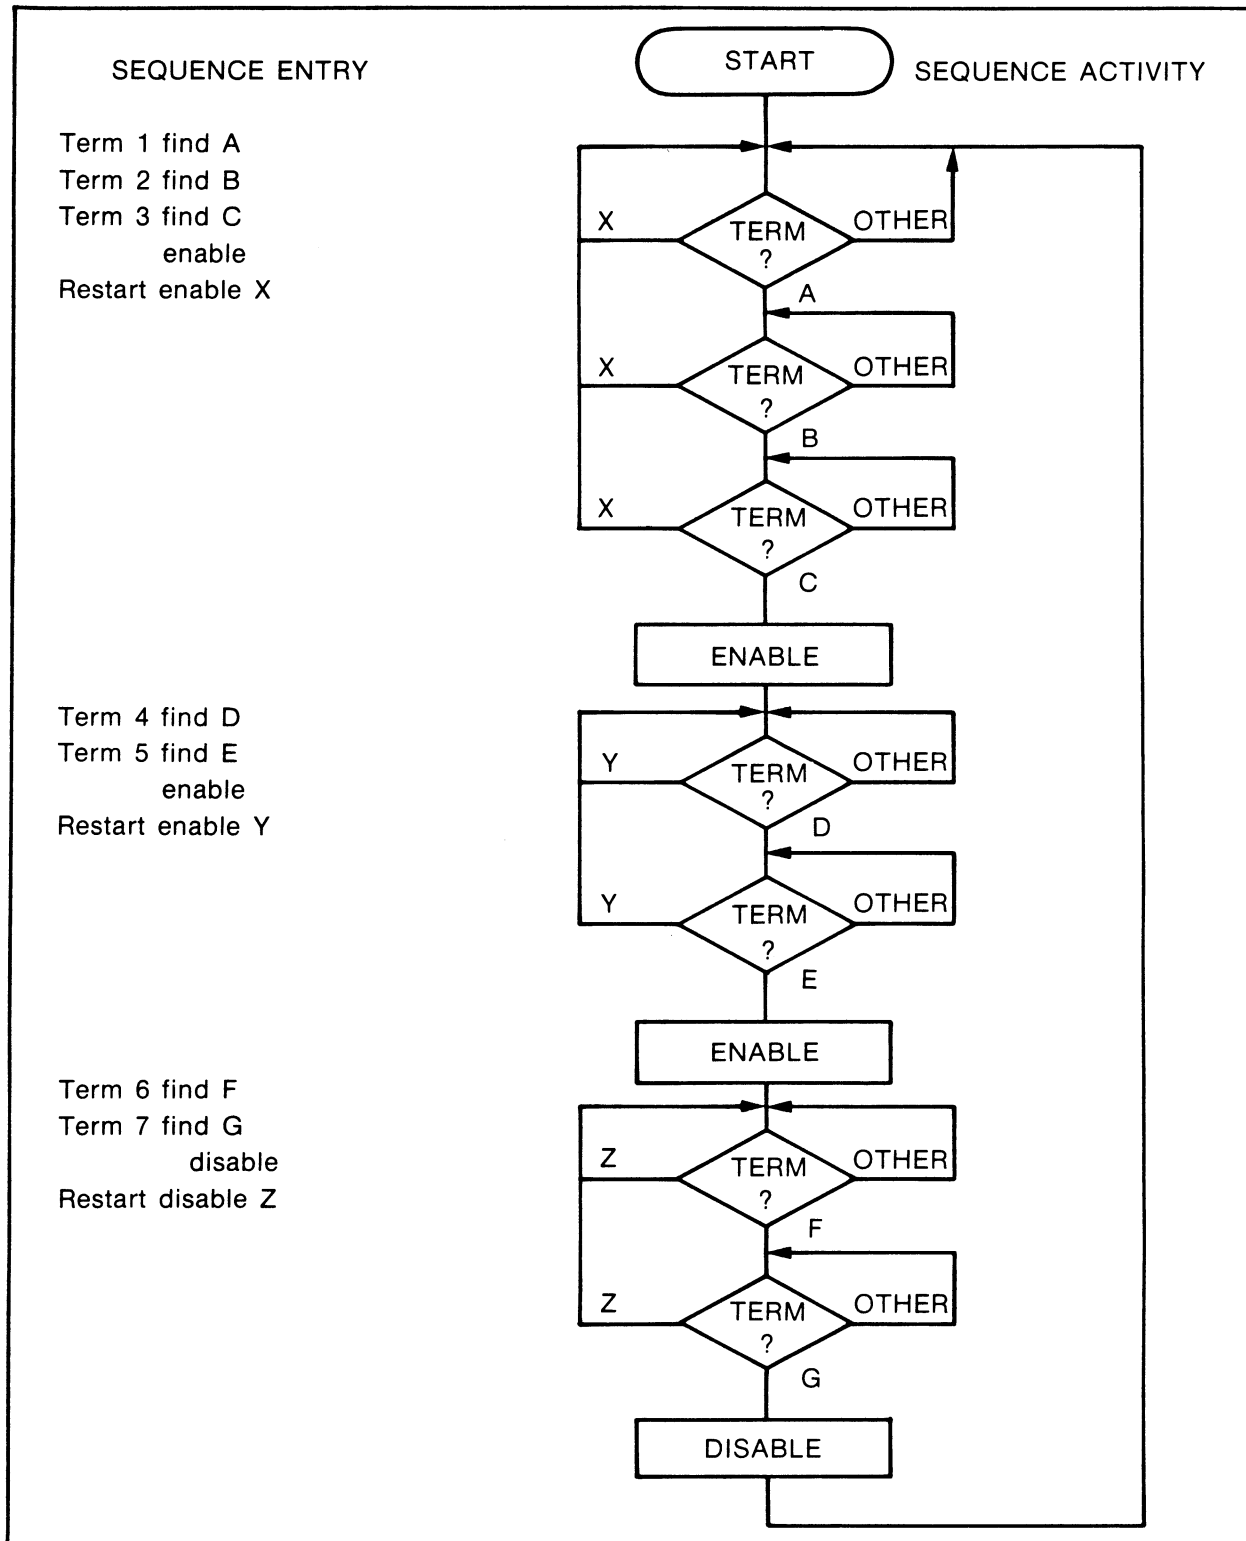 SEQUENCE ENTRY
Term 1 find A
Term 2 find B
Term 3 find C
enable
Restart enable X
Term 4 find D
Term 5 find E
enable
Restart enable Y
Term 6 find F
Term 7 find G
disable
Restart disable Z
SEQUENCE ACTIVITY
START
X
TERM
?
OTHER
A
X
TERM
?
OTHER
B
X
TERM
?
OTHER
C
ENABLE
Y
TERM
?
OTHER
D
Y
TERM
?
OTHER
E
ENABLE
Z
TERM
?
OTHER
F
Z
TERM
?
OTHER
G
DISABLE